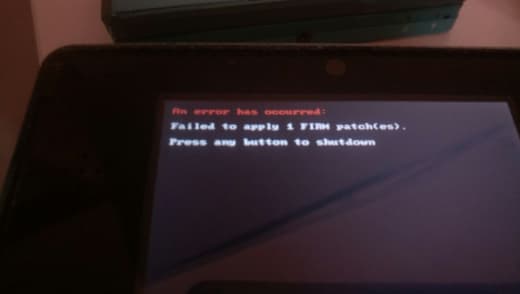 An error has occurred:
Failed to apply 1 FIRM patch(es).
Press any button to shutdown